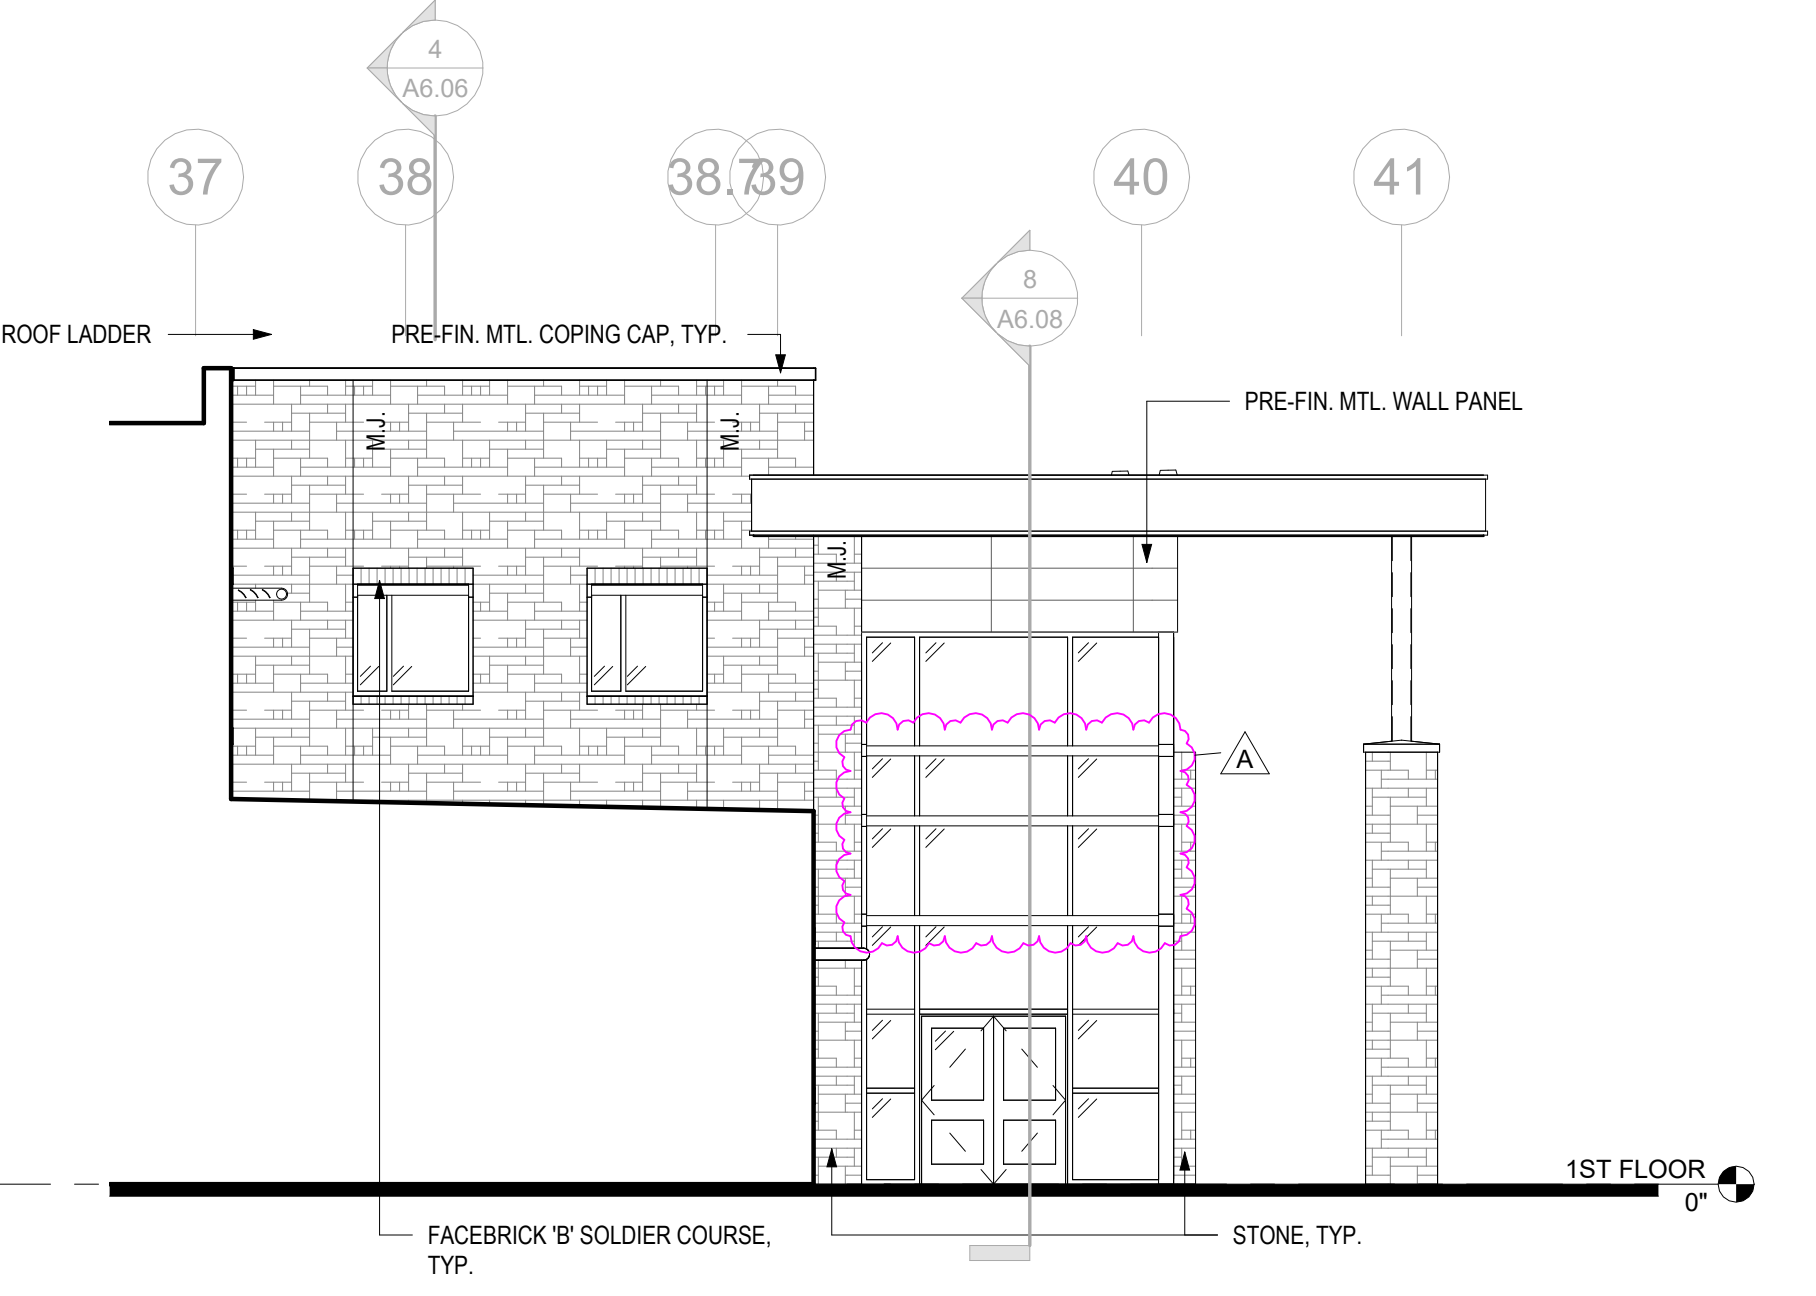 4
A6.06
37
38
38.7
39
40
41
8
A6.08
ROOF LADDER
PRE-FIN. MTL. COPING CAP, TYP.
PRE-FIN. MTL. WALL PANEL
M.J.
M.J.
M.J.
A
1ST FLOOR
0"
FACEBRICK 'B' SOLDIER COURSE,
TYP.
STONE, TYP.